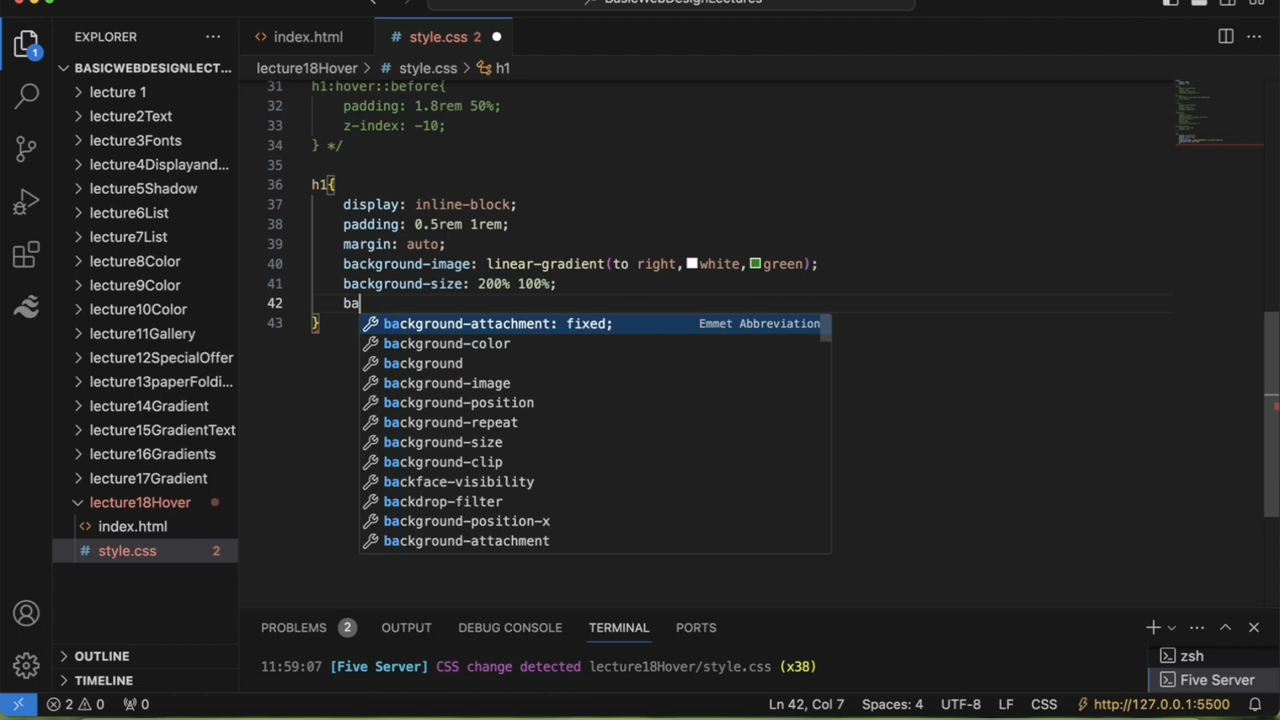 BasicWebDesignLectures
EXPLORER
1
BASICWEBDESIGNLECT...
lecture 1
lecture2Text
lecture3Fonts
lecture4Displayand...
lecture5Shadow
lecture6List
lecture7List
lecture8Color
lecture9Color
lecture10Color
lecture11Gallery
lecture12SpecialOffer
lecture13paperFoldi...
lecture14Gradient
lecture15GradientText
lecture16Gradients
lecture17Gradient
lecture18Hover
index.html
style.css 2
OUTLINE
TIMELINE
index.html
style.css 2
lecture18Hover > # style.css > h1
31 h1:hover::before{
32 padding: 1.8rem 50%;
33 z-index: -10;
34 } */
35
36 h1{
37 display: inline-block;
38 padding: 0.5rem 1rem;
39 margin: auto;
40 background-image: linear-gradient(to right,white,green);
41 background-size: 200% 100%;
42 ba
43 }
background-attachment: fixed; Emmet Abbreviation
background-color
background
background-image
background-position
background-repeat
background-size
background-clip
backface-visibility
backdrop-filter
background-position-x
background-attachment
PROBLEMS 2 OUTPUT DEBUG CONSOLE TERMINAL PORTS
11:59:07 [Five Server] CSS change detected lecture18Hover/style.css (x38)
zsh
Five Server
2 0 0 Ln 42, Col 7 Spaces: 4 UTF-8 LF CSS http://127.0.0.1:5500